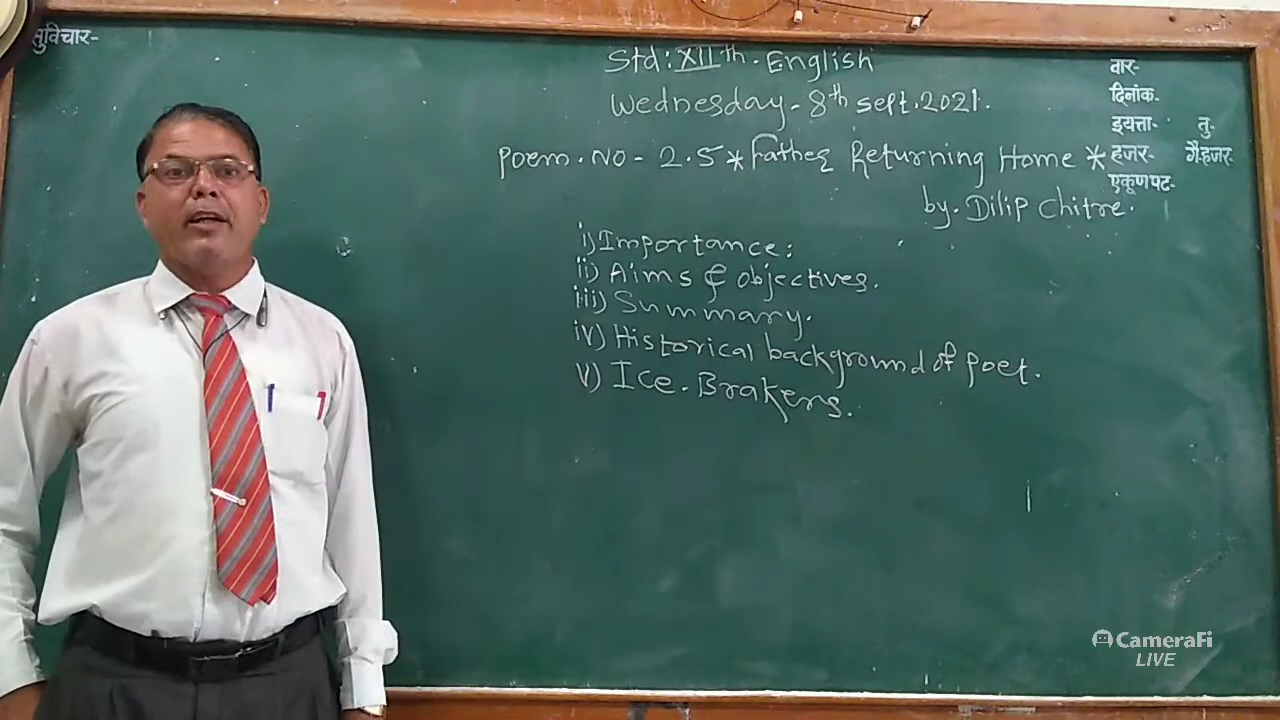 सुविचार-
Std: XIIth. English
Wednesday - 8th sept. 2021.
Poem. No - 2.5 * Father Returning Home *
by. Dilip Chitre.
i) Importance:
ii) Aims & objectives.
iii) Summary.
iv) Historical background of poet.
v) Ice. Brakers.
वार-
दिनांक-
इयत्ता- तु-
हजर- गै.हजर-
एकूणपट-
CameraFi
LIVE